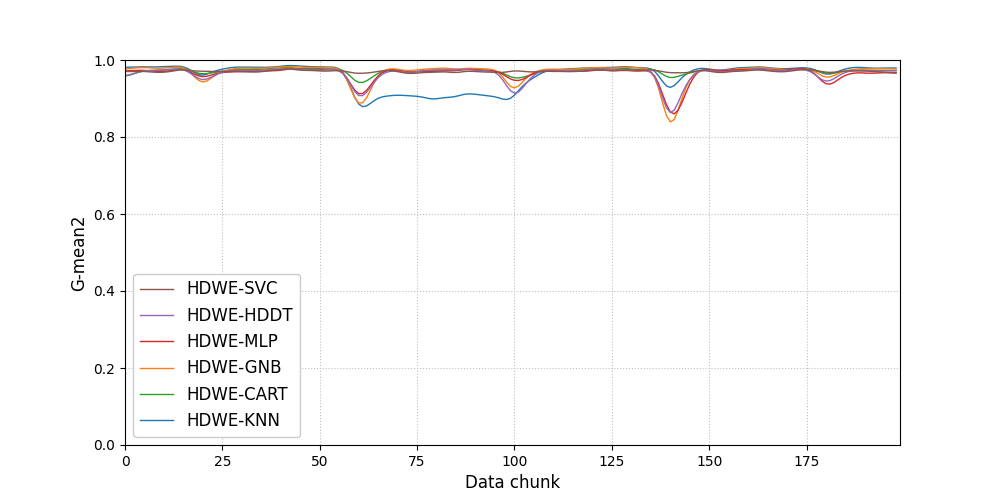 1.0
0.8
0.6
0.4
0.2
0.0
G-mean2
HDWE-SVC
HDWE-HDDT
HDWE-MLP
HDWE-GNB
HDWE-CART
HDWE-KNN
0 25 50 75 100 125 150 175
Data chunk